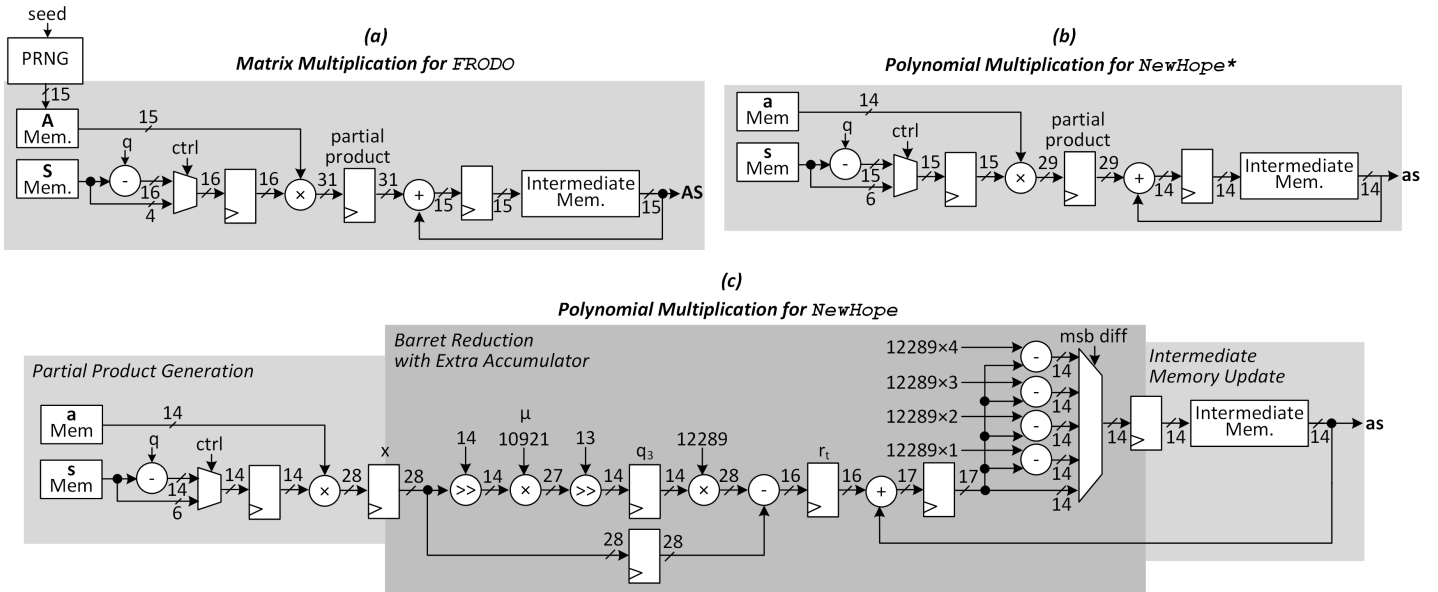 seed
PRNG
15
(a)
Matrix Multiplication for FRODO
A
Mem.
15
S
Mem.
q
-
16
4
ctrl
16
16
×
31
partial
product
31
+
15
15
Intermediate
Mem.
15
AS
(b)
Polynomial Multiplication for NewHope*
a
Mem
14
s
Mem
q
-
15
6
ctrl
15
15
×
29
partial
product
29
+
14
14
Intermediate
Mem.
14
as
(c)
Polynomial Multiplication for NewHope
Partial Product Generation
a
Mem
14
s
Mem
q
-
14
6
ctrl
14
14
×
28
x
28
Barret Reduction
with Extra Accumulator
14
>>
14
μ
10921
×
27
13
>>
14
q3
14
12289
×
28
-
16
28
28
rt
16
+
17
17
12289×4
-
14
12289×3
-
14
12289×2
-
14
12289×1
-
14
14
msb diff
14
Intermediate
Memory Update
14
Intermediate
Mem.
14
as